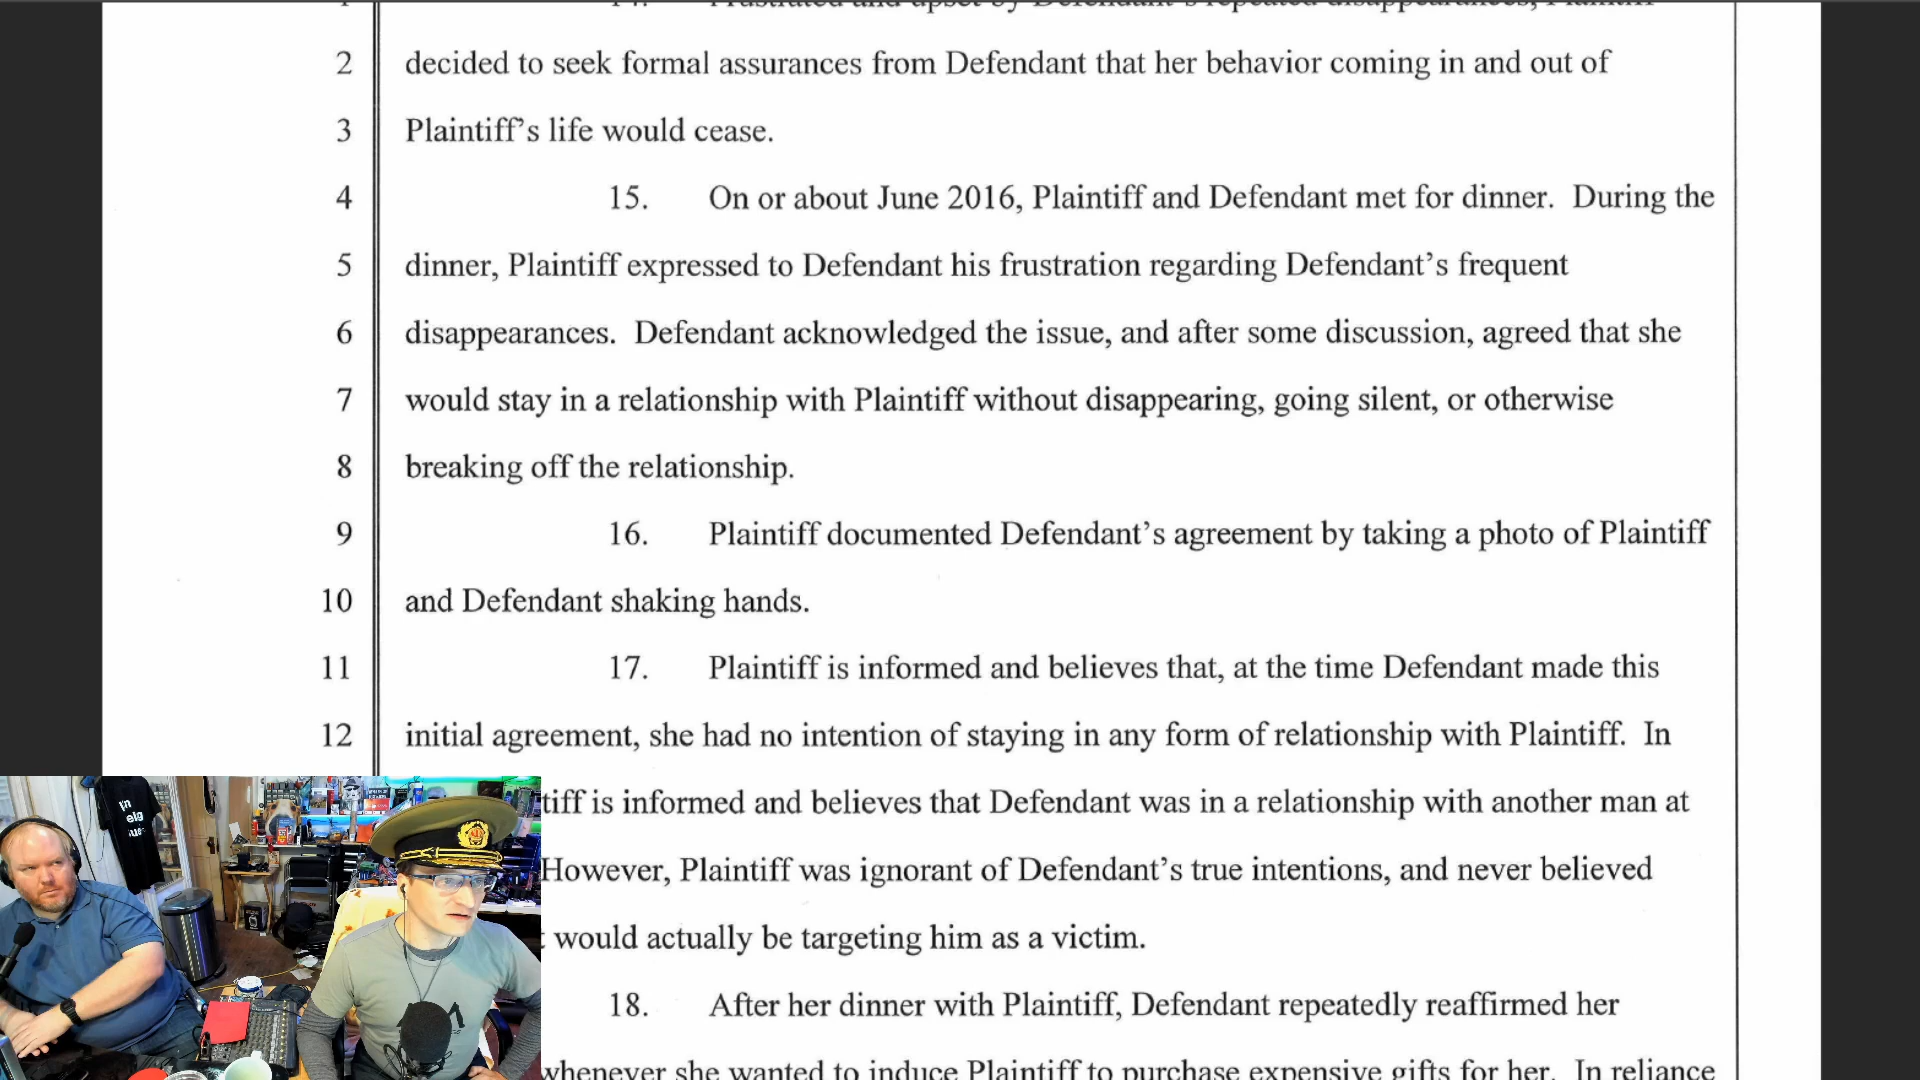 14. Frustrated and upset by Defendant's repeated disappearances, Plaintiff
2 decided to seek formal assurances from Defendant that her behavior coming in and out of
3 Plaintiff's life would cease.
4 15. On or about June 2016, Plaintiff and Defendant met for dinner. During the
5 dinner, Plaintiff expressed to Defendant his frustration regarding Defendant's frequent
6 disappearances. Defendant acknowledged the issue, and after some discussion, agreed that she
7 would stay in a relationship with Plaintiff without disappearing, going silent, or otherwise
8 breaking off the relationship.
9 16. Plaintiff documented Defendant's agreement by taking a photo of Plaintiff
10 and Defendant shaking hands.
11 17. Plaintiff is informed and believes that, at the time Defendant made this
12 initial agreement, she had no intention of staying in any form of relationship with Plaintiff. In
tiff is informed and believes that Defendant was in a relationship with another man at
However, Plaintiff was ignorant of Defendant's true intentions, and never believed
would actually be targeting him as a victim.
18. After her dinner with Plaintiff, Defendant repeatedly reaffirmed her
whenever she wanted to induce Plaintiff to purchase expensive gifts for her. In reliance